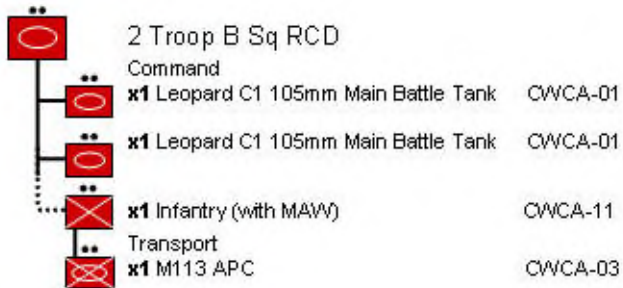 2 Troop B Sq RCD
Command
x1 Leopard C1 105mm Main Battle Tank CWCA-01
x1 Leopard C1 105mm Main Battle Tank CWCA-01
x1 Infantry (with MAW) CWCA-11
Transport
x1 M113 APC CWCA-03